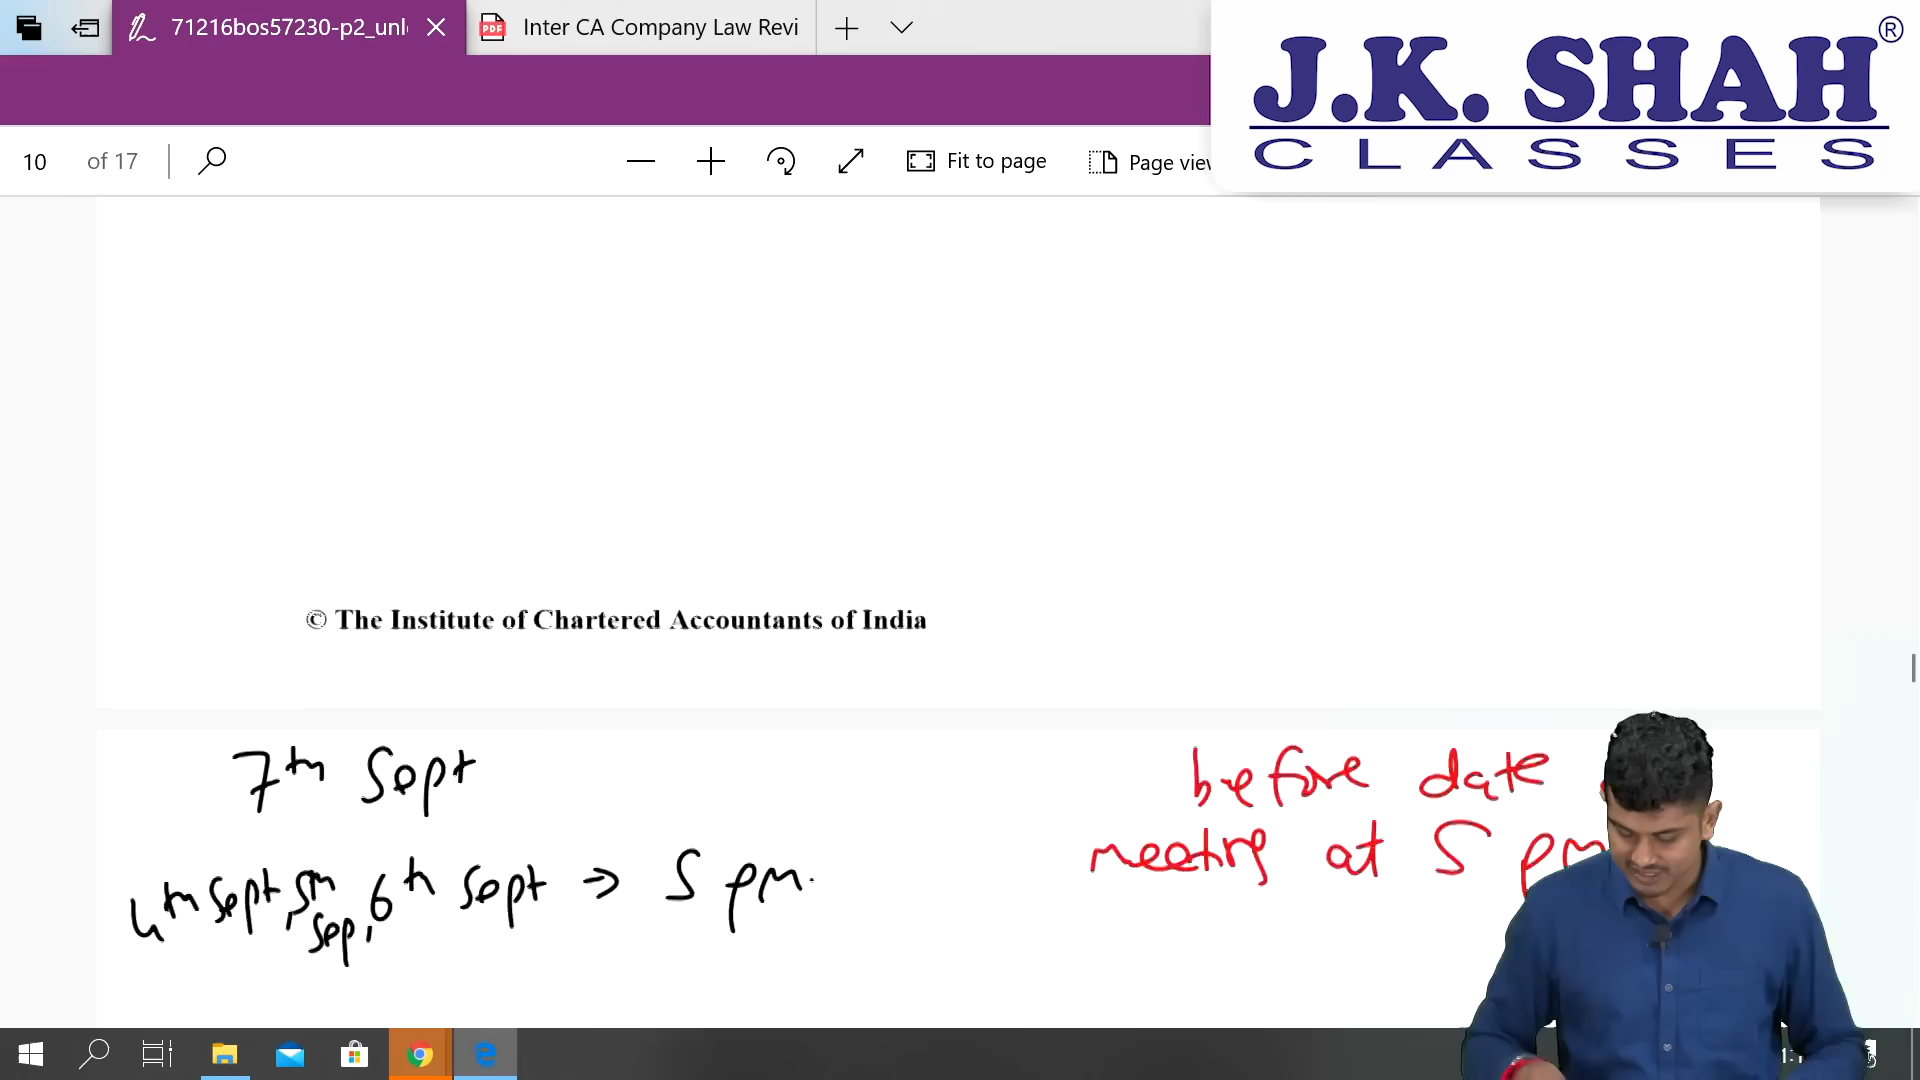 71216bos57230-p2_unl
Inter CA Company Law Revi
J.K. SHAH®
CLASSES
10 of 17
Fit to page
Page view
© The Institute of Chartered Accountants of India
7th Sept
before date
meeting at 5 pm
4th Sept, 5th Sep, 6th Sept ⇒ 5 pm.